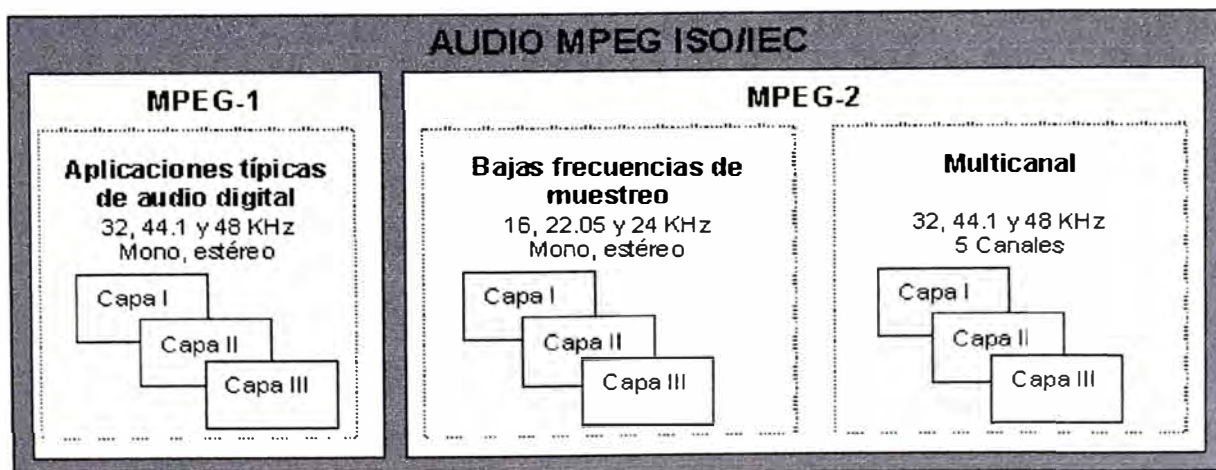 AUDIO MPEG ISO/IEC
MPEG-1
Aplicaciones típicas
de audio digital
32, 44.1 y 48 KHz
Mono, estéreo
Capa I
Capa II
Capa III
MPEG-2
Bajas frecuencias de
muestreo
16, 22.05 y 24 KHz
Mono, estéreo
Capa I
Capa II
Capa III
Multicanal
32, 44.1 y 48 KHz
5 Canales
Capa I
Capa II
Capa III